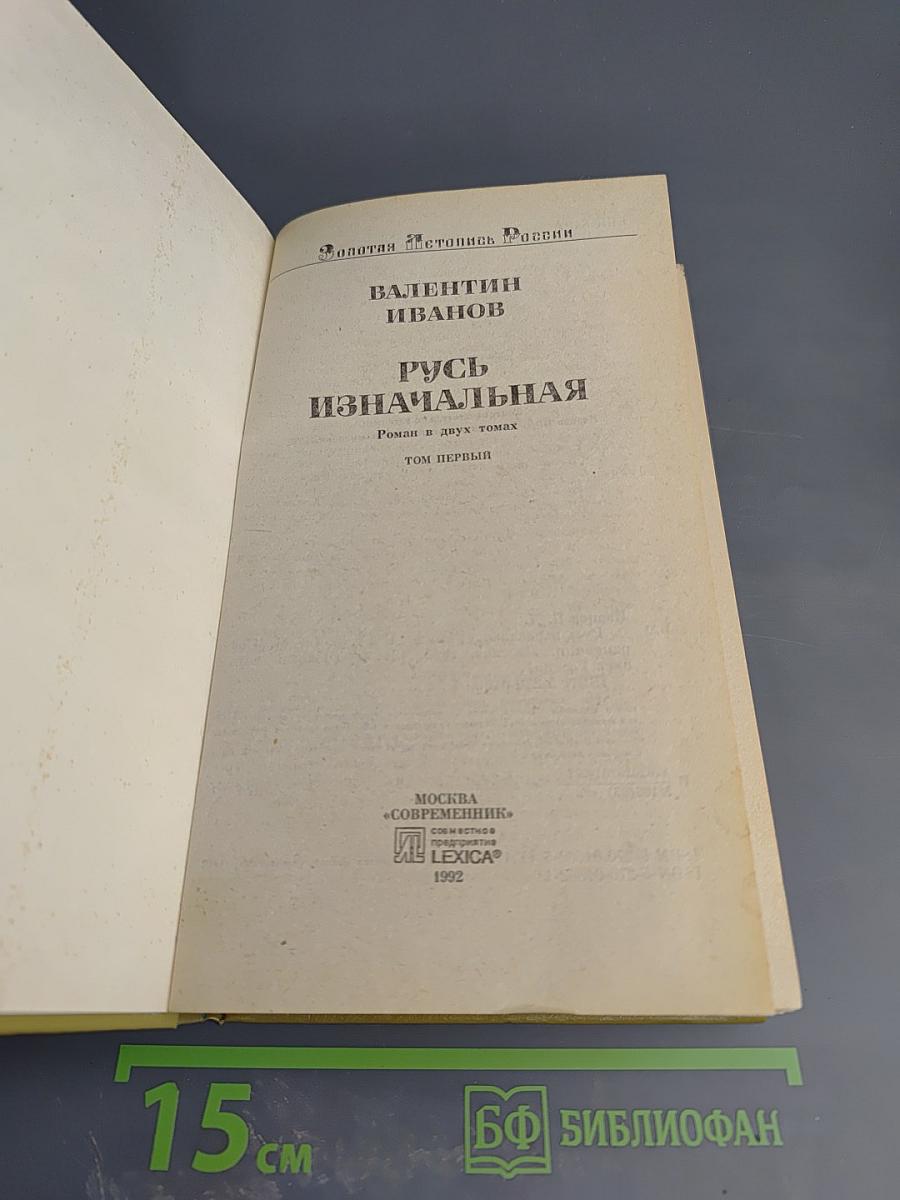 Золотая Летопись России
ВАЛЕНТИН
ИВАНОВ
РУСЬ
ИЗНАЧАЛЬНАЯ
Роман в двух томах
ТОМ ПЕРВЫЙ
МОСКВА
«СОВРЕМЕННИК»
совместное
предприятие
LEXICA®
1992
15 см
БФ БИБЛИОФАН